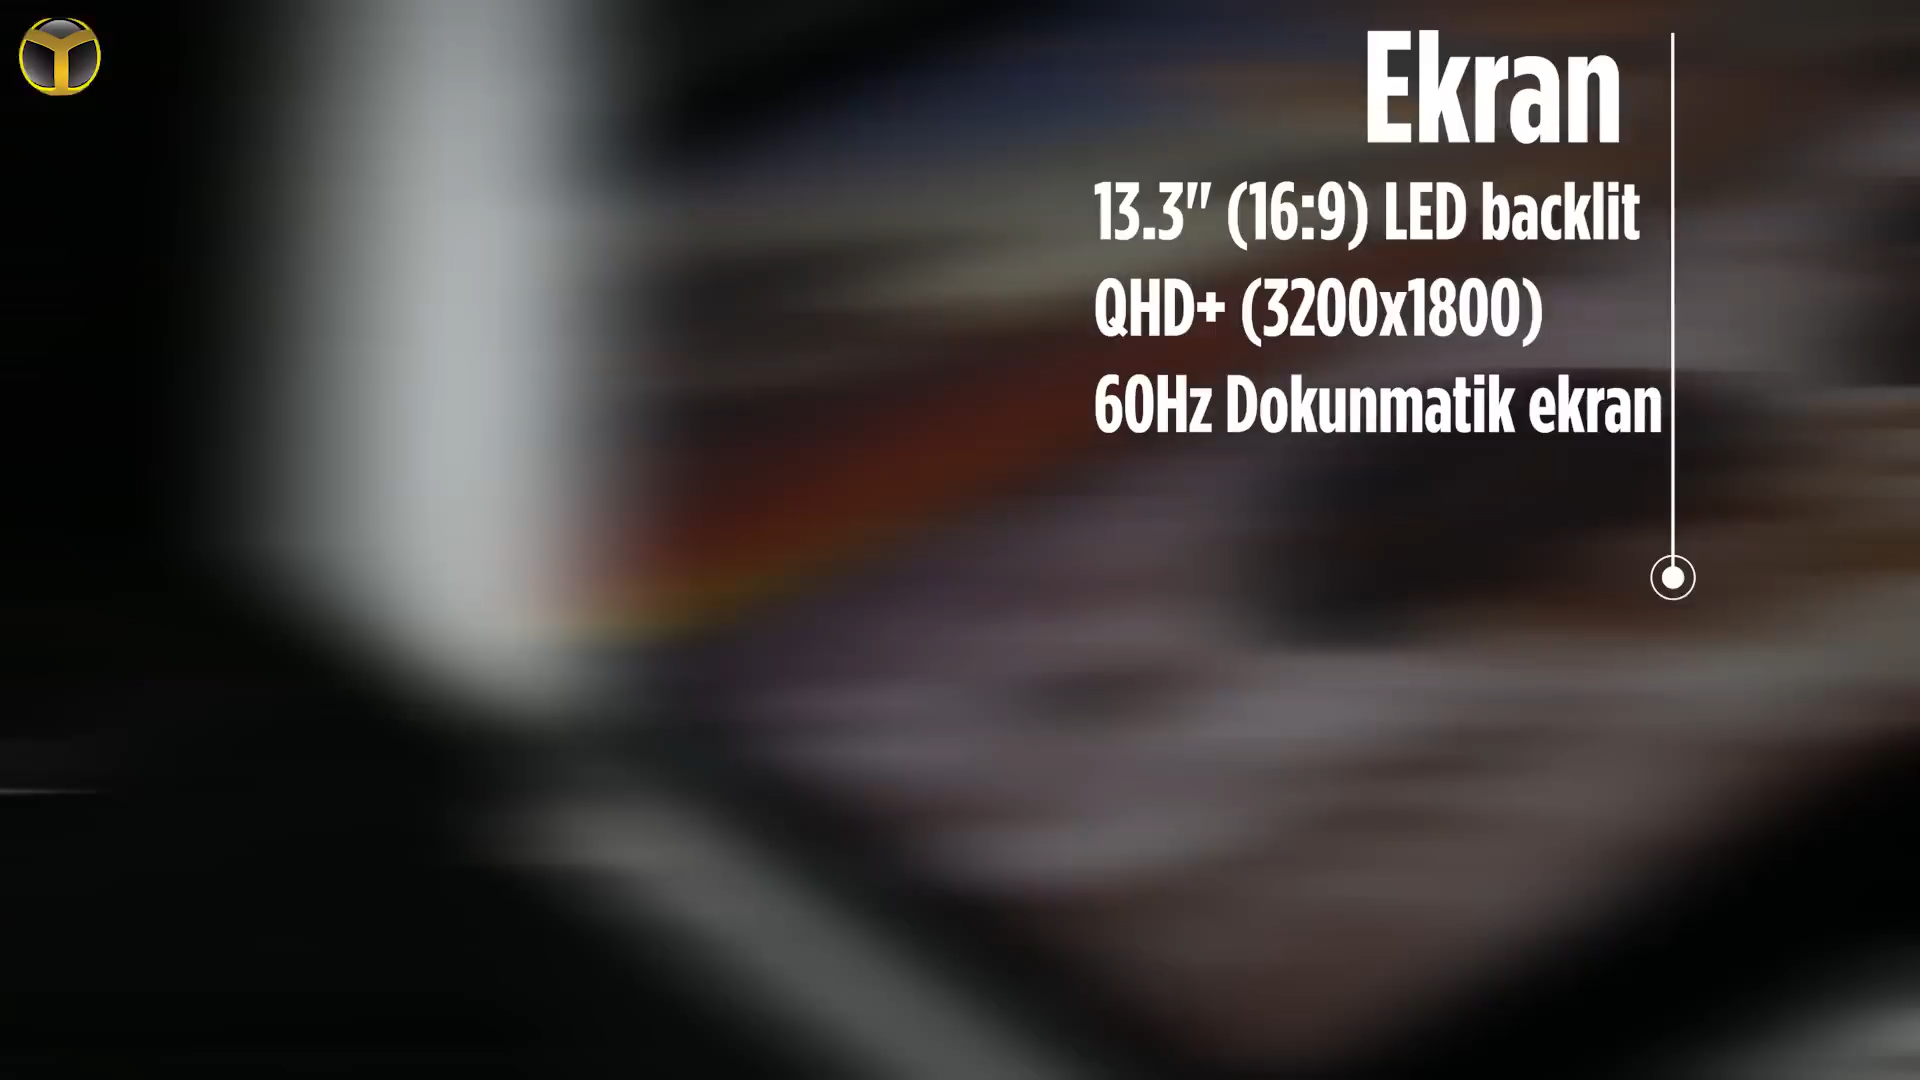 Ekran
13.3" (16:9) LED backlit
QHD+ (3200x1800)
60Hz Dokunmatik ekran